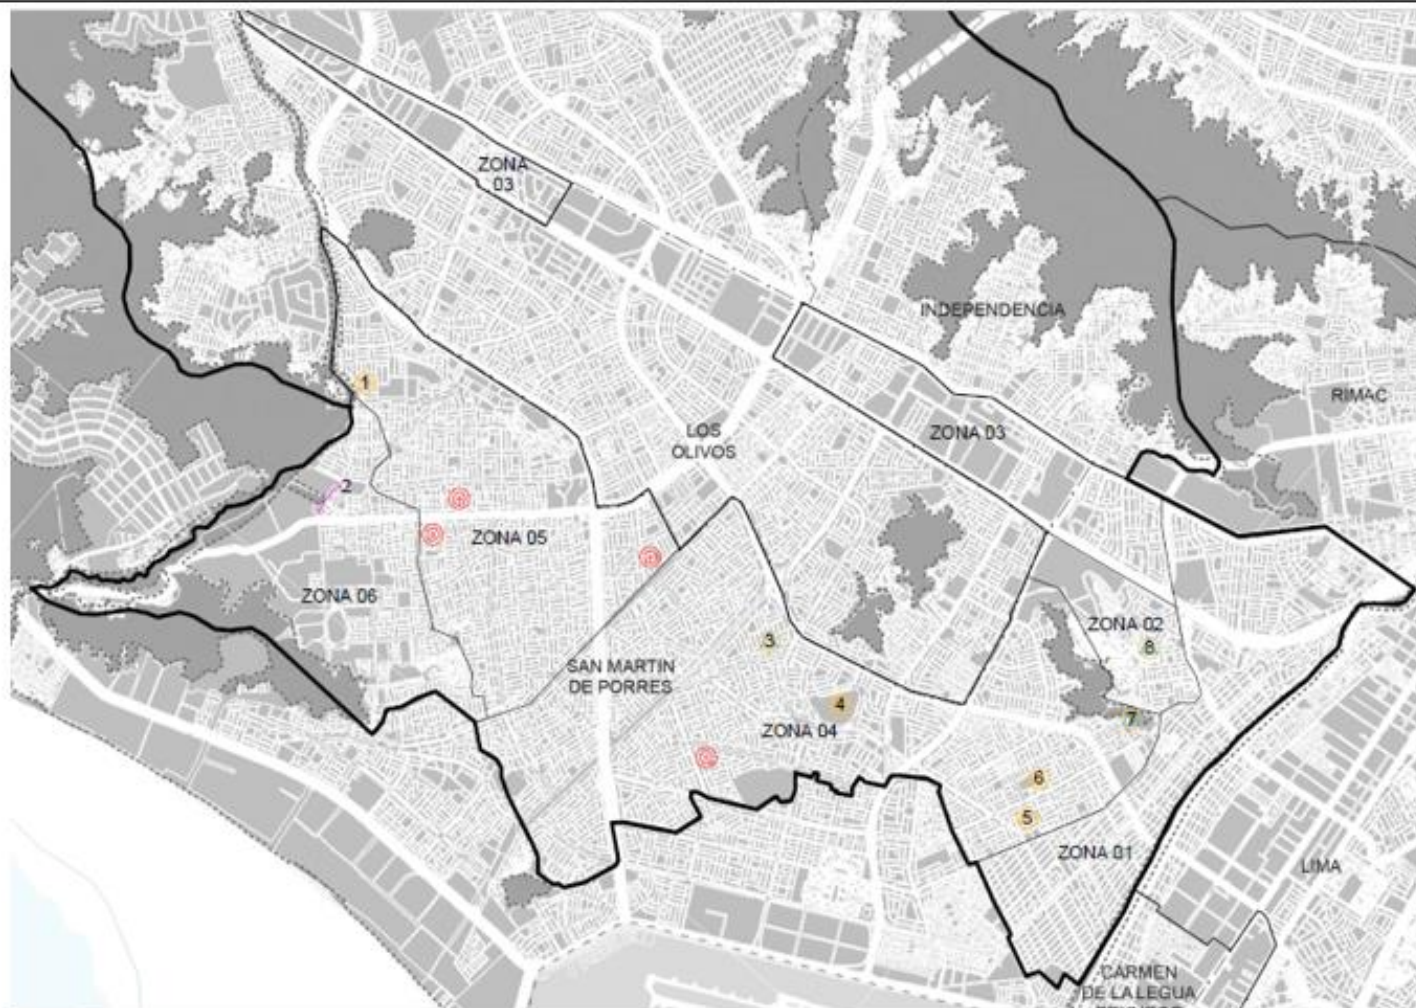 ZONA
03
INDEPENDENCIA
1
RIMAC
LOS
OLIVOS
ZONA 03
2
ZONA 05
ZONA 06
ZONA 02
3
8
SAN MARTIN
DE PORRES
4
7
ZONA 04
6
5
ZONA 01
LIMA
CARMEN
DE LA LEGUA